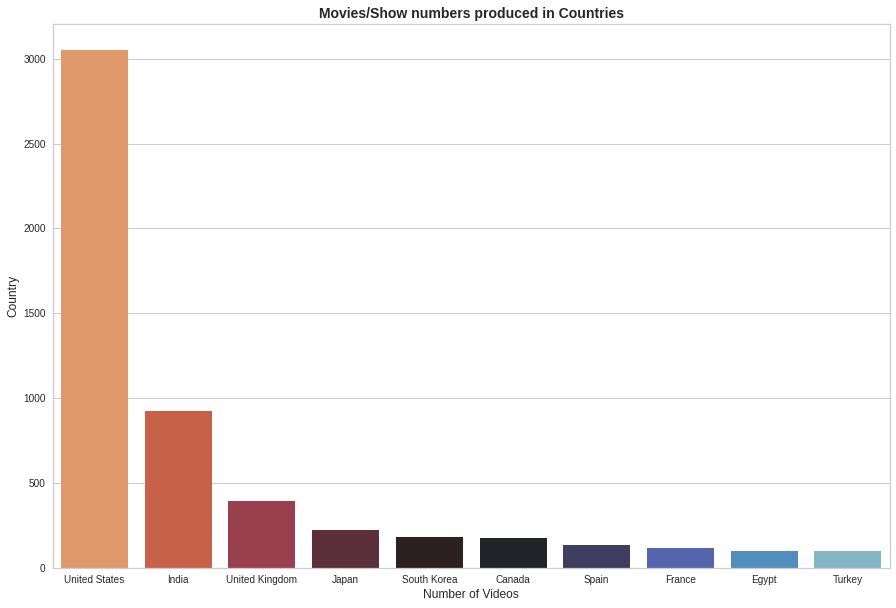 Movies/Show numbers produced in Countries
3000
2500
2000
1500
1000
500
0
Country
United States India United Kingdom Japan South Korea Canada Spain France Egypt Turkey
Number of Videos